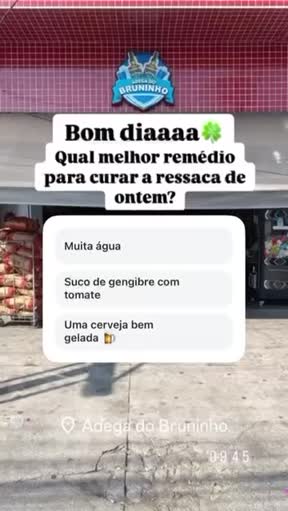 ADEGA DO
BRUNINHO
Bom diaaaa🍀
Qual melhor remédio
para curar a ressaca de
ontem?
Muita água
Suco de gengibre com
tomate
Uma cerveja bem
gelada 🍺
Adega do Bruninho
09 45